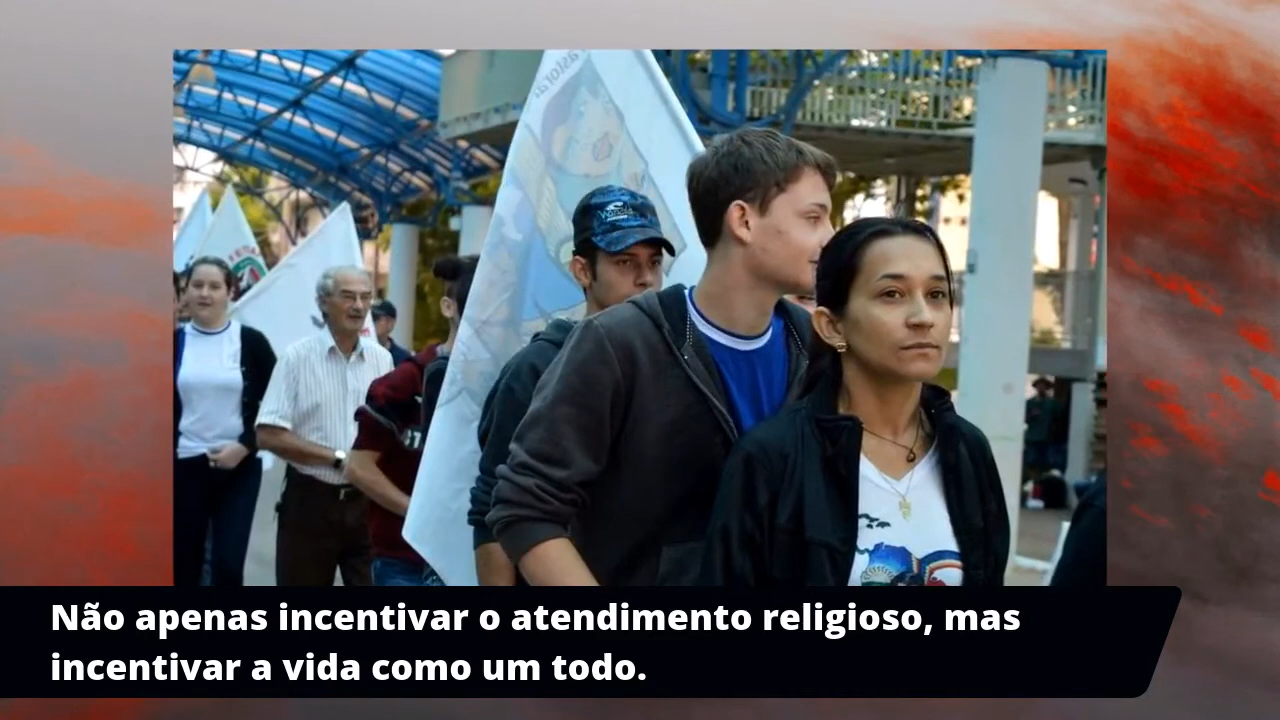 Não apenas incentivar o atendimento religioso, mas
incentivar a vida como um todo.